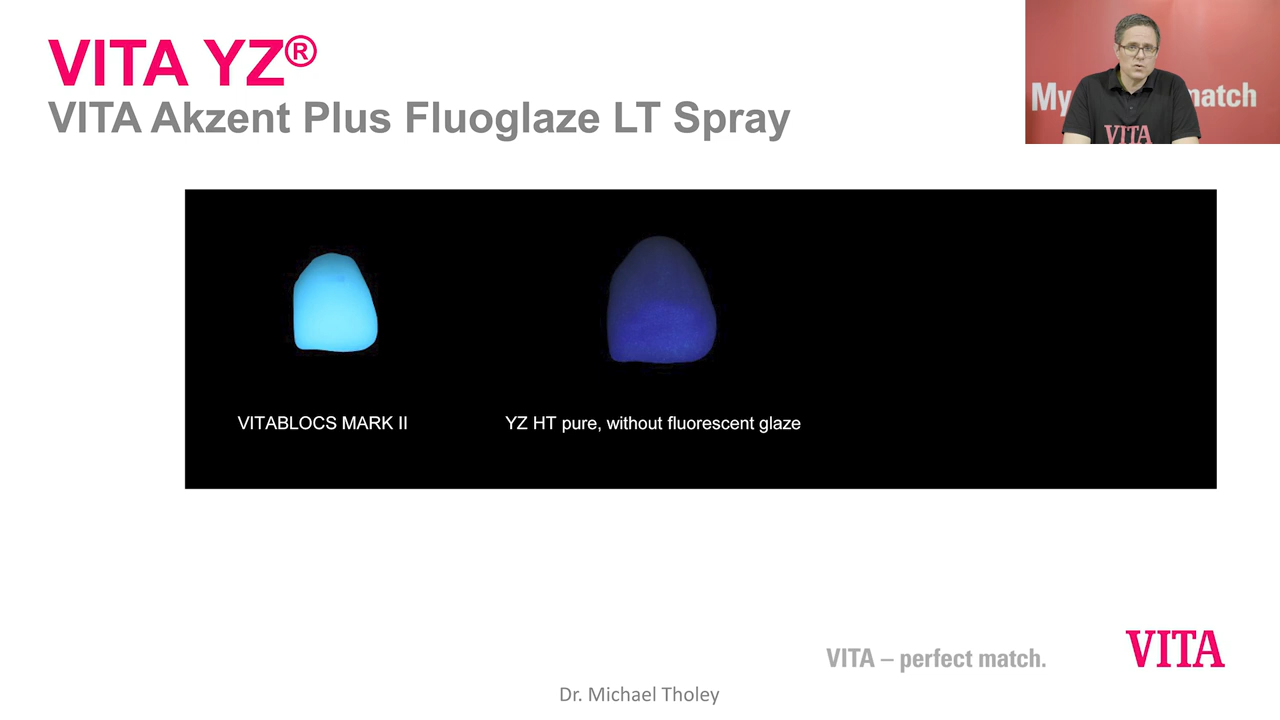 VITA YZ®
VITA Akzent Plus Fluoglaze LT Spray
My match
VITA
VITABLOCS MARK II
YZ HT pure, without fluorescent glaze
VITA – perfect match.
VITA
Dr. Michael Tholey